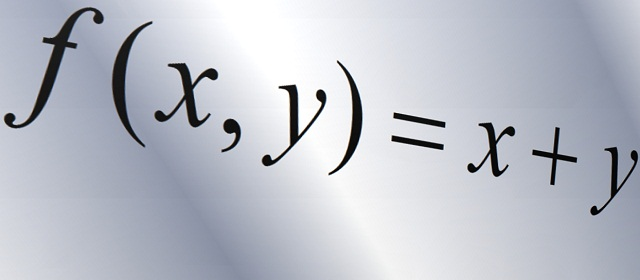 f(x, y) = x + y